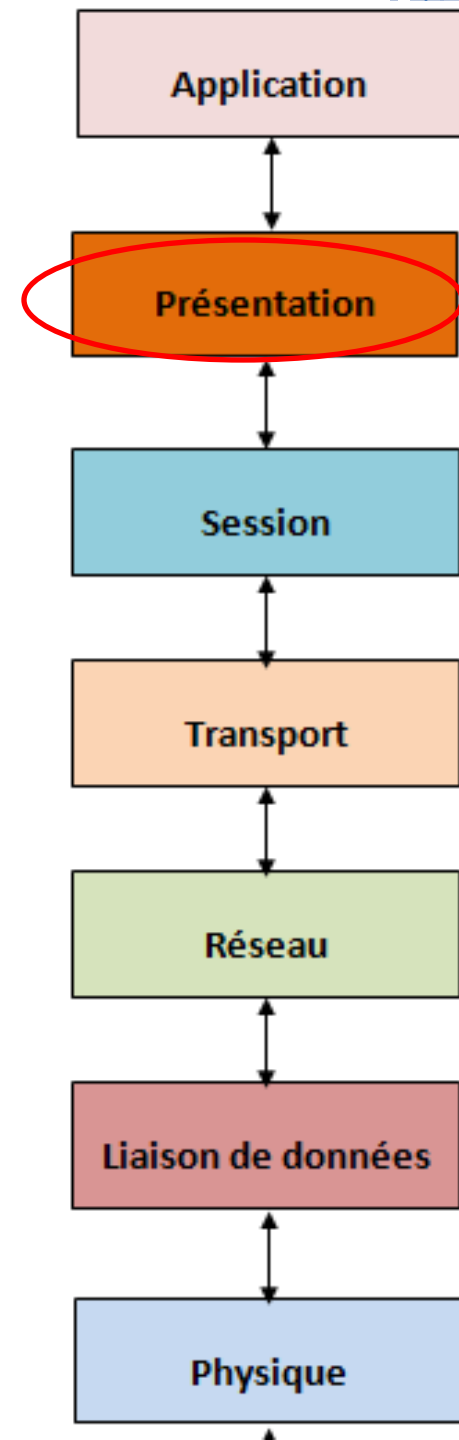 Application
Présentation
Session
Transport
Réseau
Liaison de données
Physique